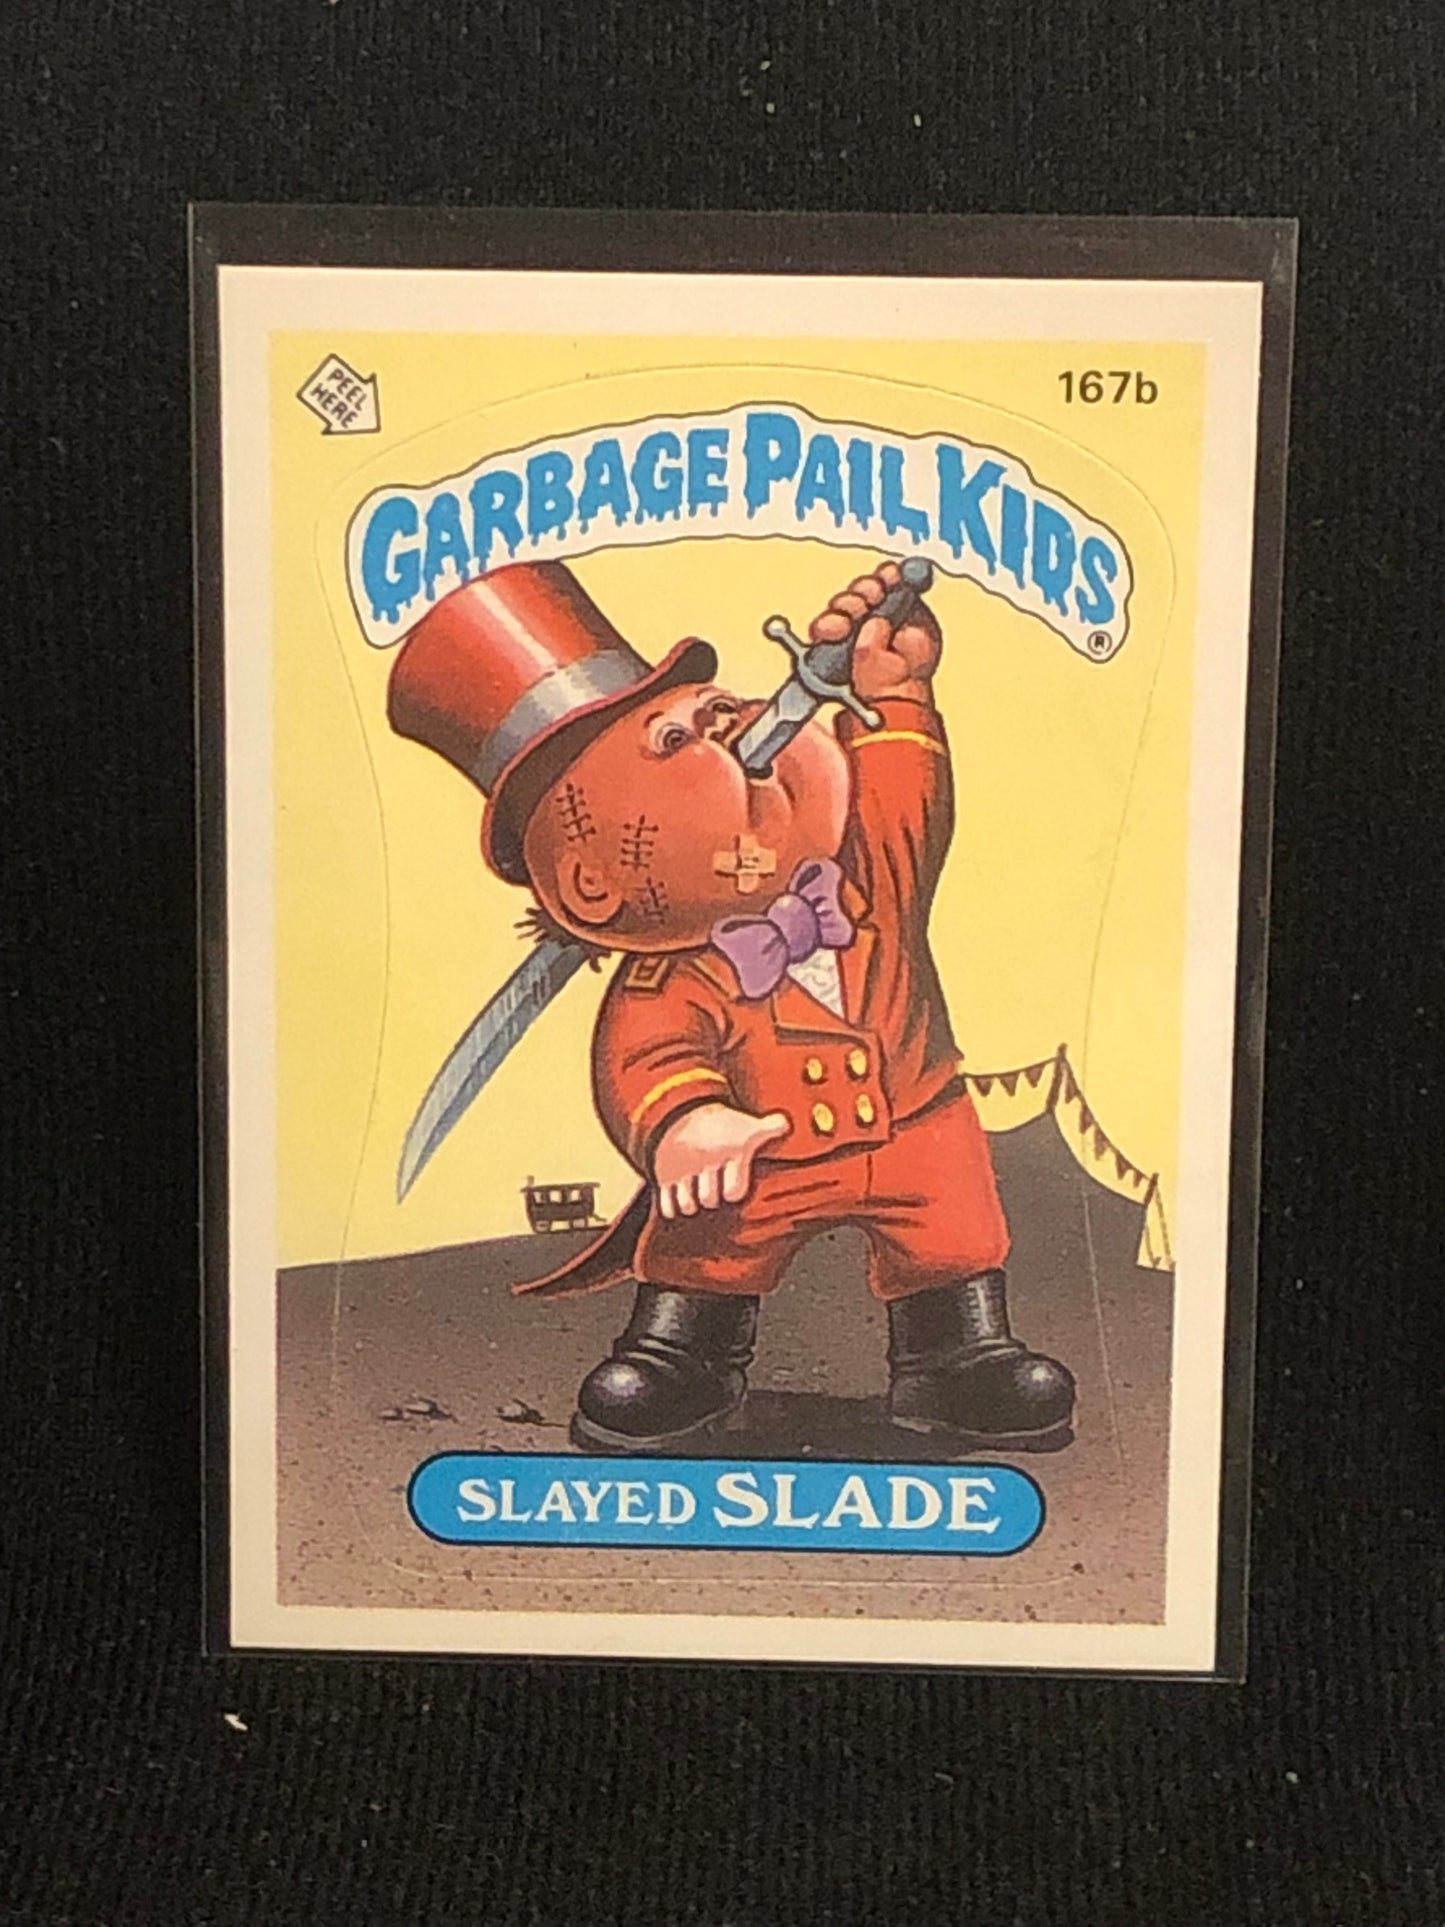 PEEL
HERE
167b
GARBAGE PAIL KIDS
®
SLAYED SLADE